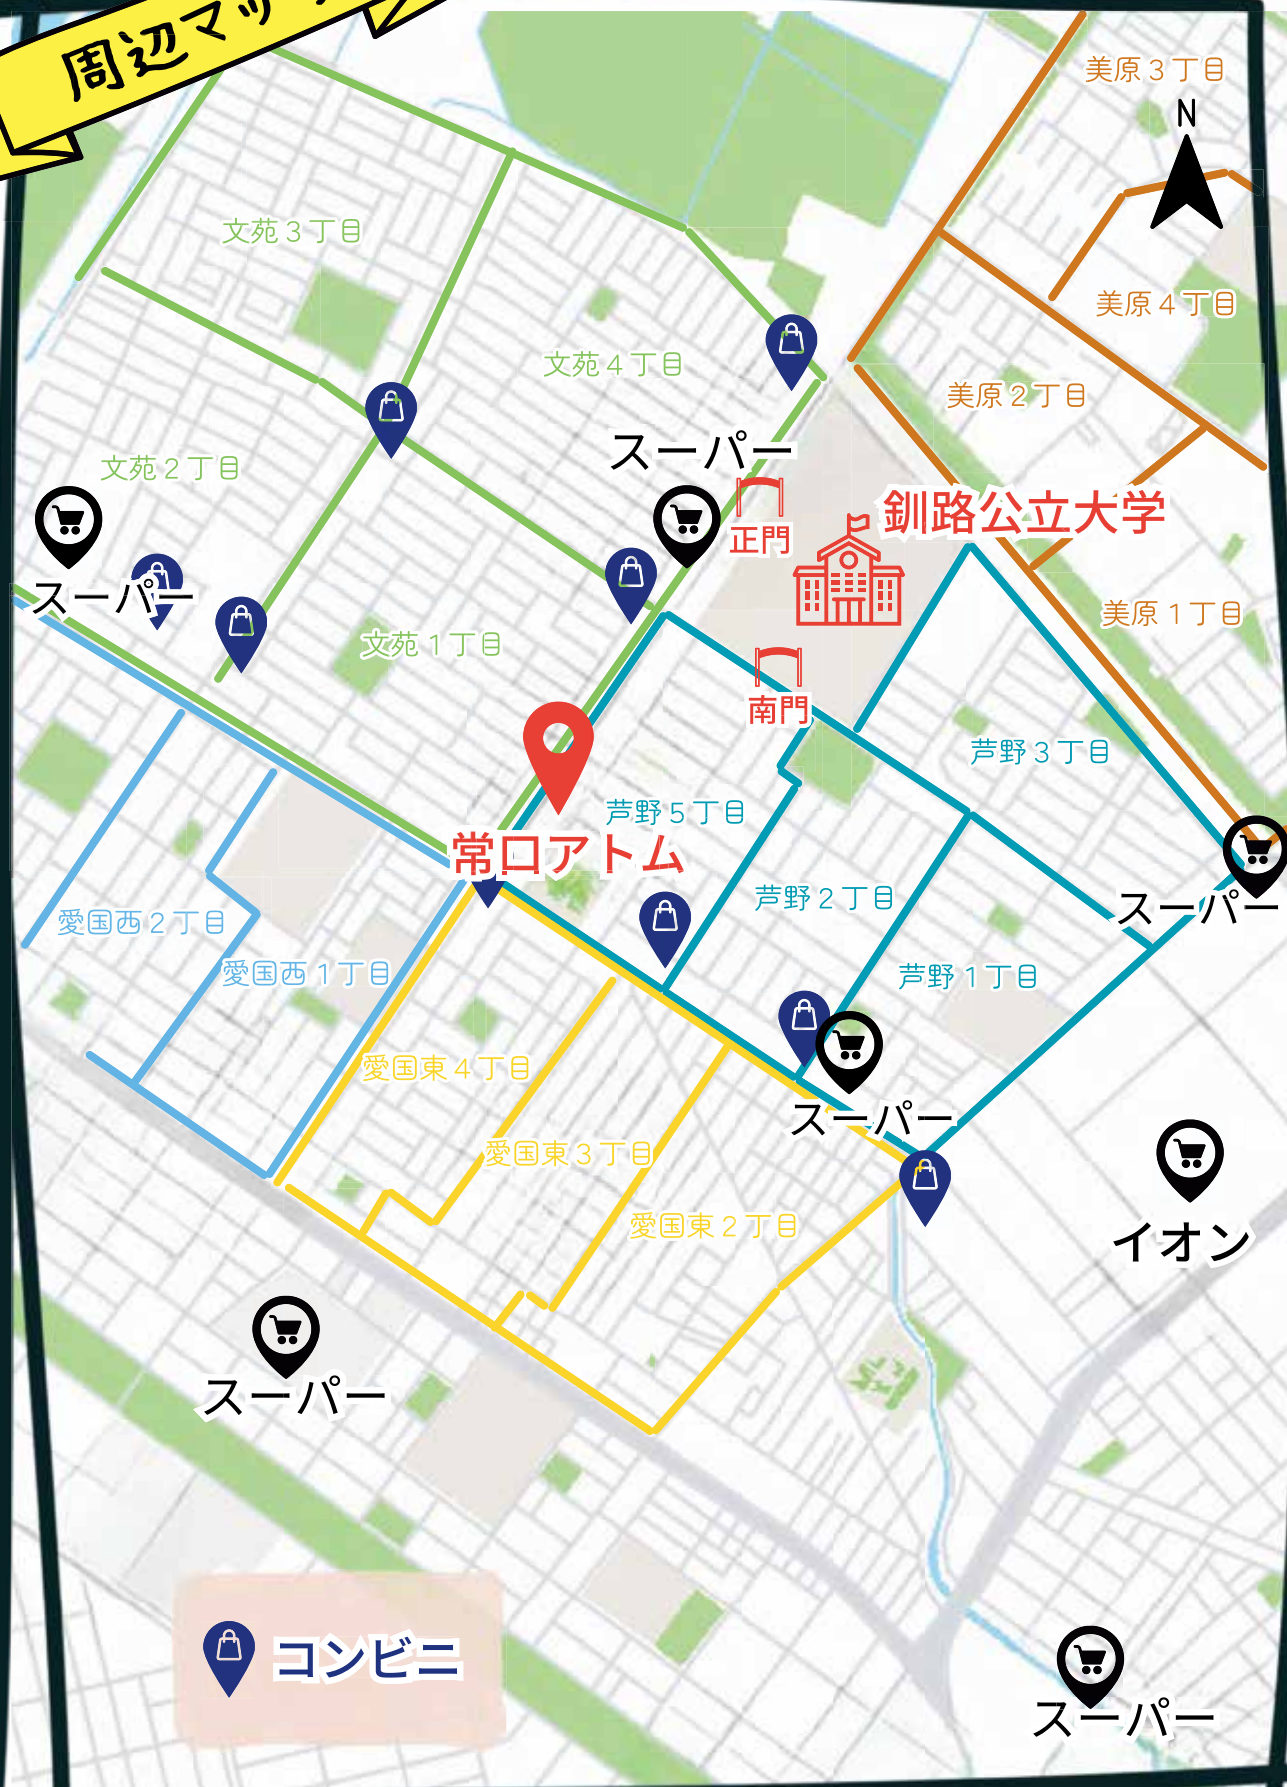 周辺マッ
美原３丁目
N
文苑３丁目
美原４丁目
文苑４丁目
美原２丁目
スーパー
文苑２丁目
釧路公立大学
正門
スーパー
美原１丁目
文苑１丁目
南門
芦野３丁目
芦野５丁目
常口アトム
芦野２丁目
スーパー
愛国西２丁目
愛国西１丁目
芦野１丁目
愛国東４丁目
スーパー
愛国東３丁目
愛国東２丁目
イオン
スーパー
コンビニ
スーパー